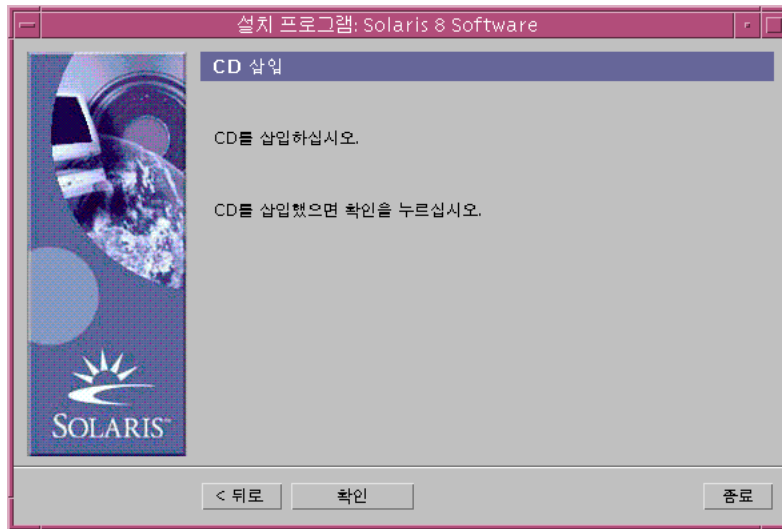 설치 프로그램: Solaris 8 Software
CD 삽입
CD를 삽입하십시오.
CD를 삽입했으면 확인을 누르십시오.
SOLARIS™
< 뒤로
확인
종료